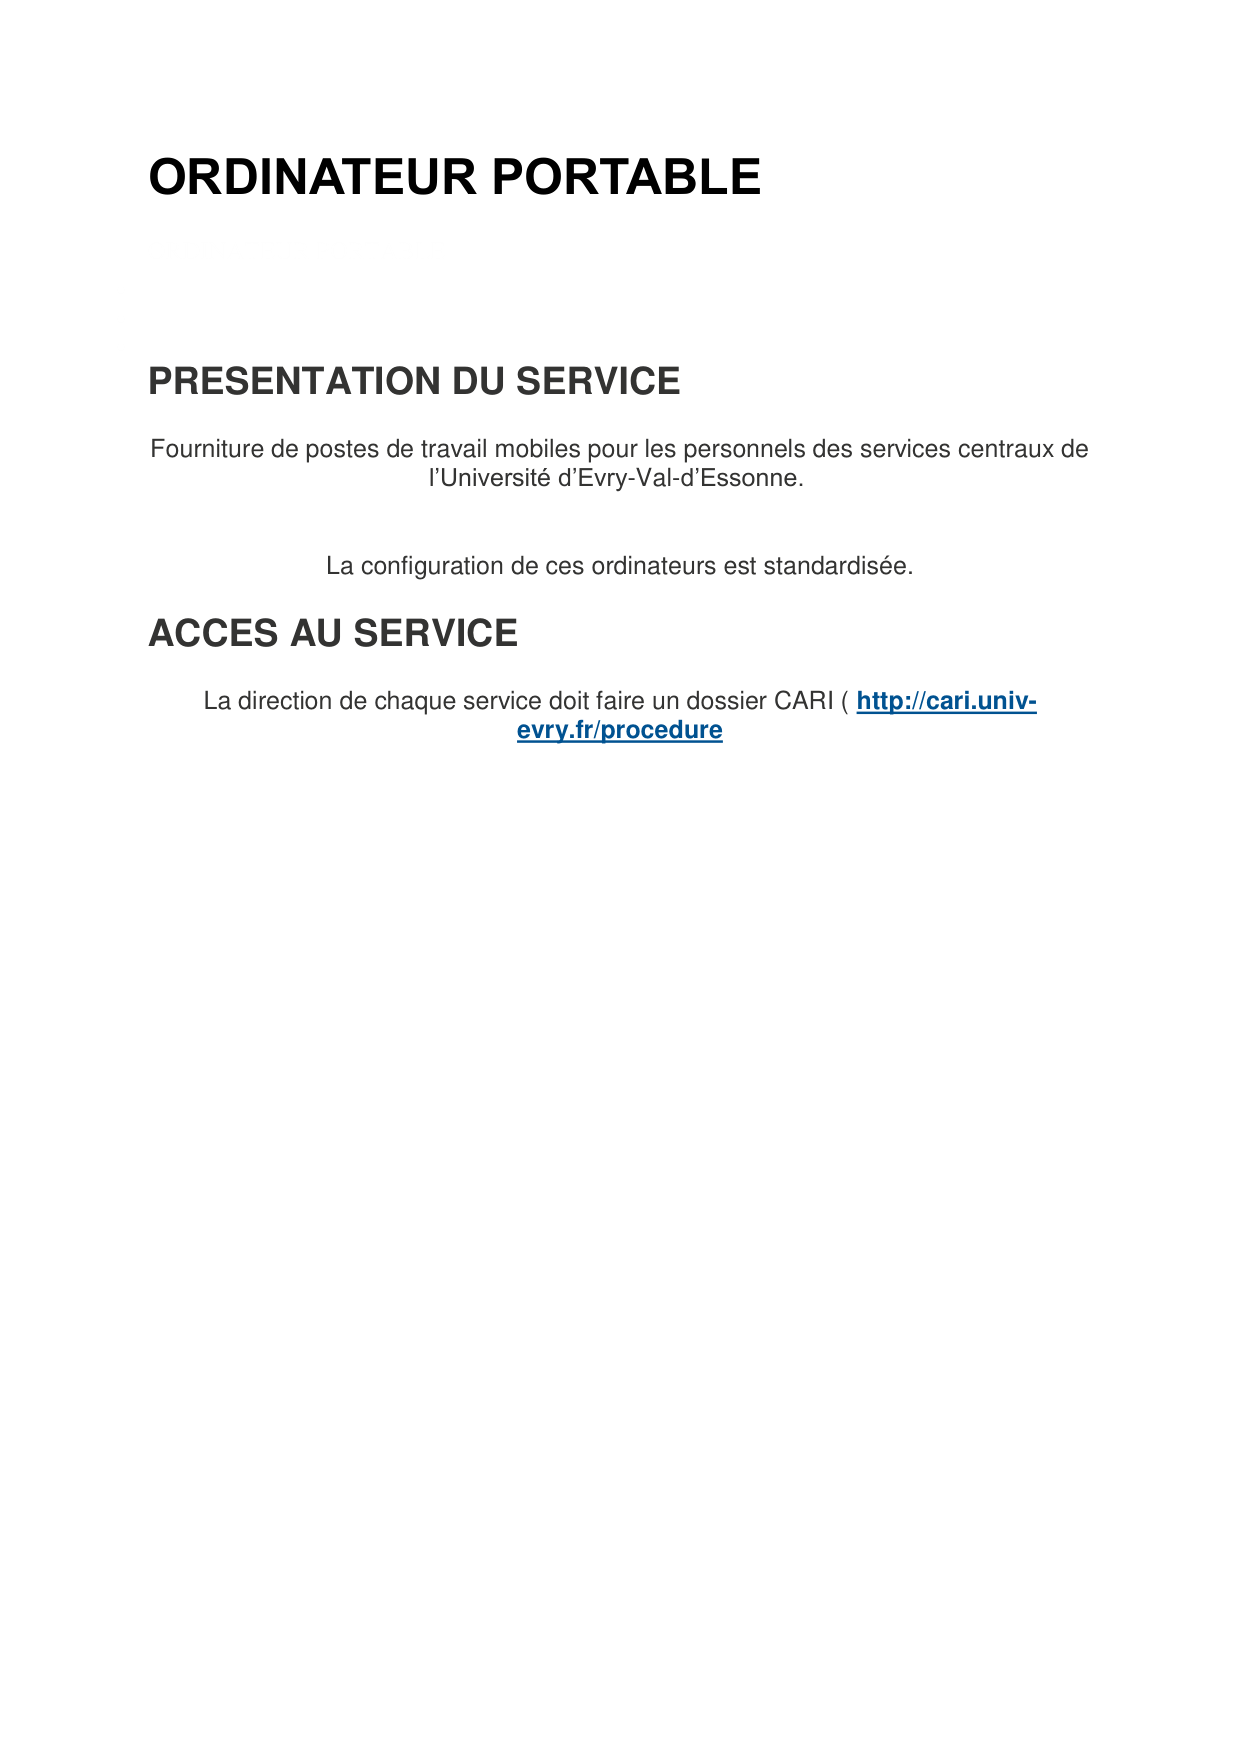 ORDINATEUR PORTABLE
PRESENTATION DU SERVICE
Fourniture de postes de travail mobiles pour les personnels des services centraux de
l’Université d’Evry-Val-d’Essonne.
La configuration de ces ordinateurs est standardisée.
ACCES AU SERVICE
La direction de chaque service doit faire un dossier CARI ( http://cari.univ-
evry.fr/procedure